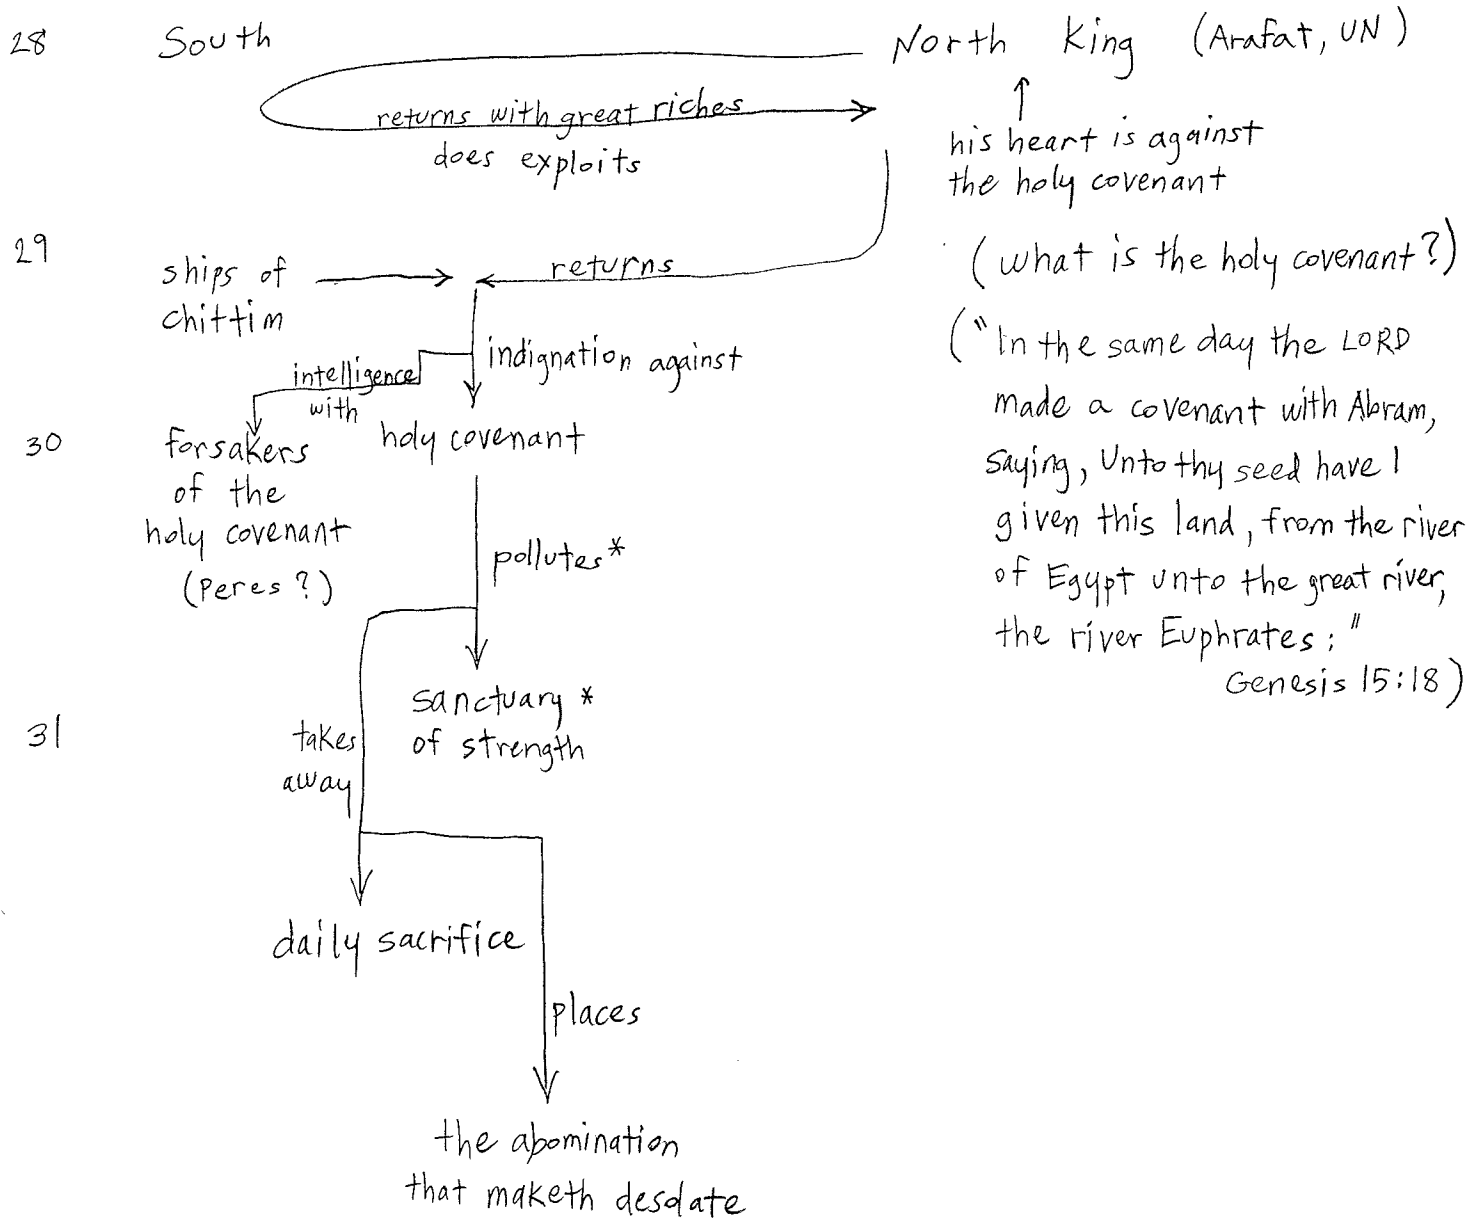 28 South North King (Arafat, UN)
returns with great riches
does exploits
his heart is against
the holy covenant
29
(what is the holy covenant?)
ships of
chittim
returns
("In the same day the LORD
made a covenant with Abram,
saying, Unto thy seed have I
given this land, from the river
of Egypt unto the great river,
the river Euphrates:"
Genesis 15:18)
indignation against
intelligence
with
30
forsakers
of the
holy covenant
(Peres?)
holy covenant
pollutes*
sanctuary *
of strength
31
takes
away
daily sacrifice
places
the abomination
that maketh desolate